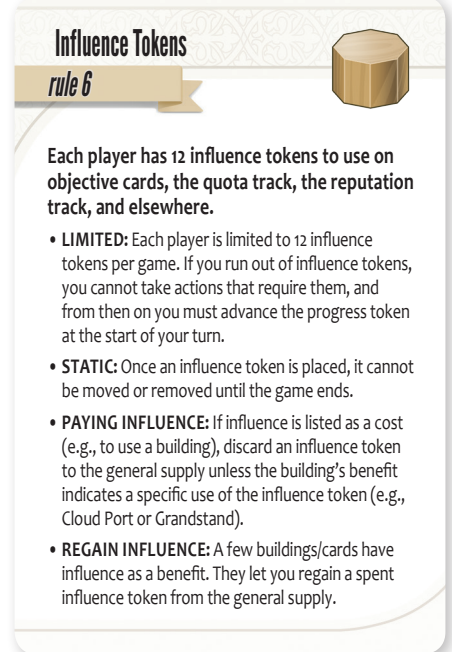 Influence Tokens
rule 6
Each player has 12 influence tokens to use on
objective cards, the quota track, the reputation
track, and elsewhere.
• LIMITED: Each player is limited to 12 influence
tokens per game. If you run out of influence tokens,
you cannot take actions that require them, and
from then on you must advance the progress token
at the start of your turn.
• STATIC: Once an influence token is placed, it cannot
be moved or removed until the game ends.
• PAYING INFLUENCE: If influence is listed as a cost
(e.g., to use a building), discard an influence token
to the general supply unless the building's benefit
indicates a specific use of the influence token (e.g.,
Cloud Port or Grandstand).
• REGAIN INFLUENCE: A few buildings/cards have
influence as a benefit. They let you regain a spent
influence token from the general supply.